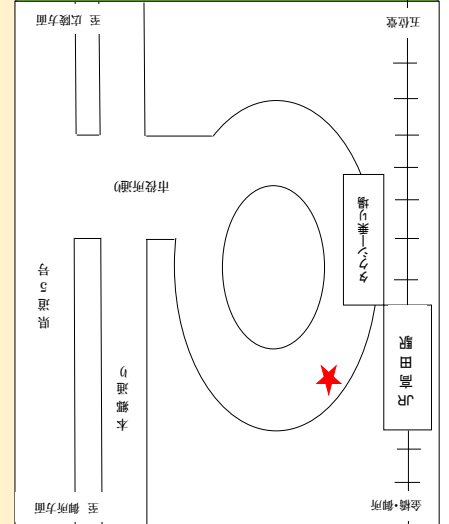 至 広陵方面
五位堂
市役所通り
タクシー乗り場
県道5号
本郷通り
JR高田駅
至 御所方面
金橋・御所